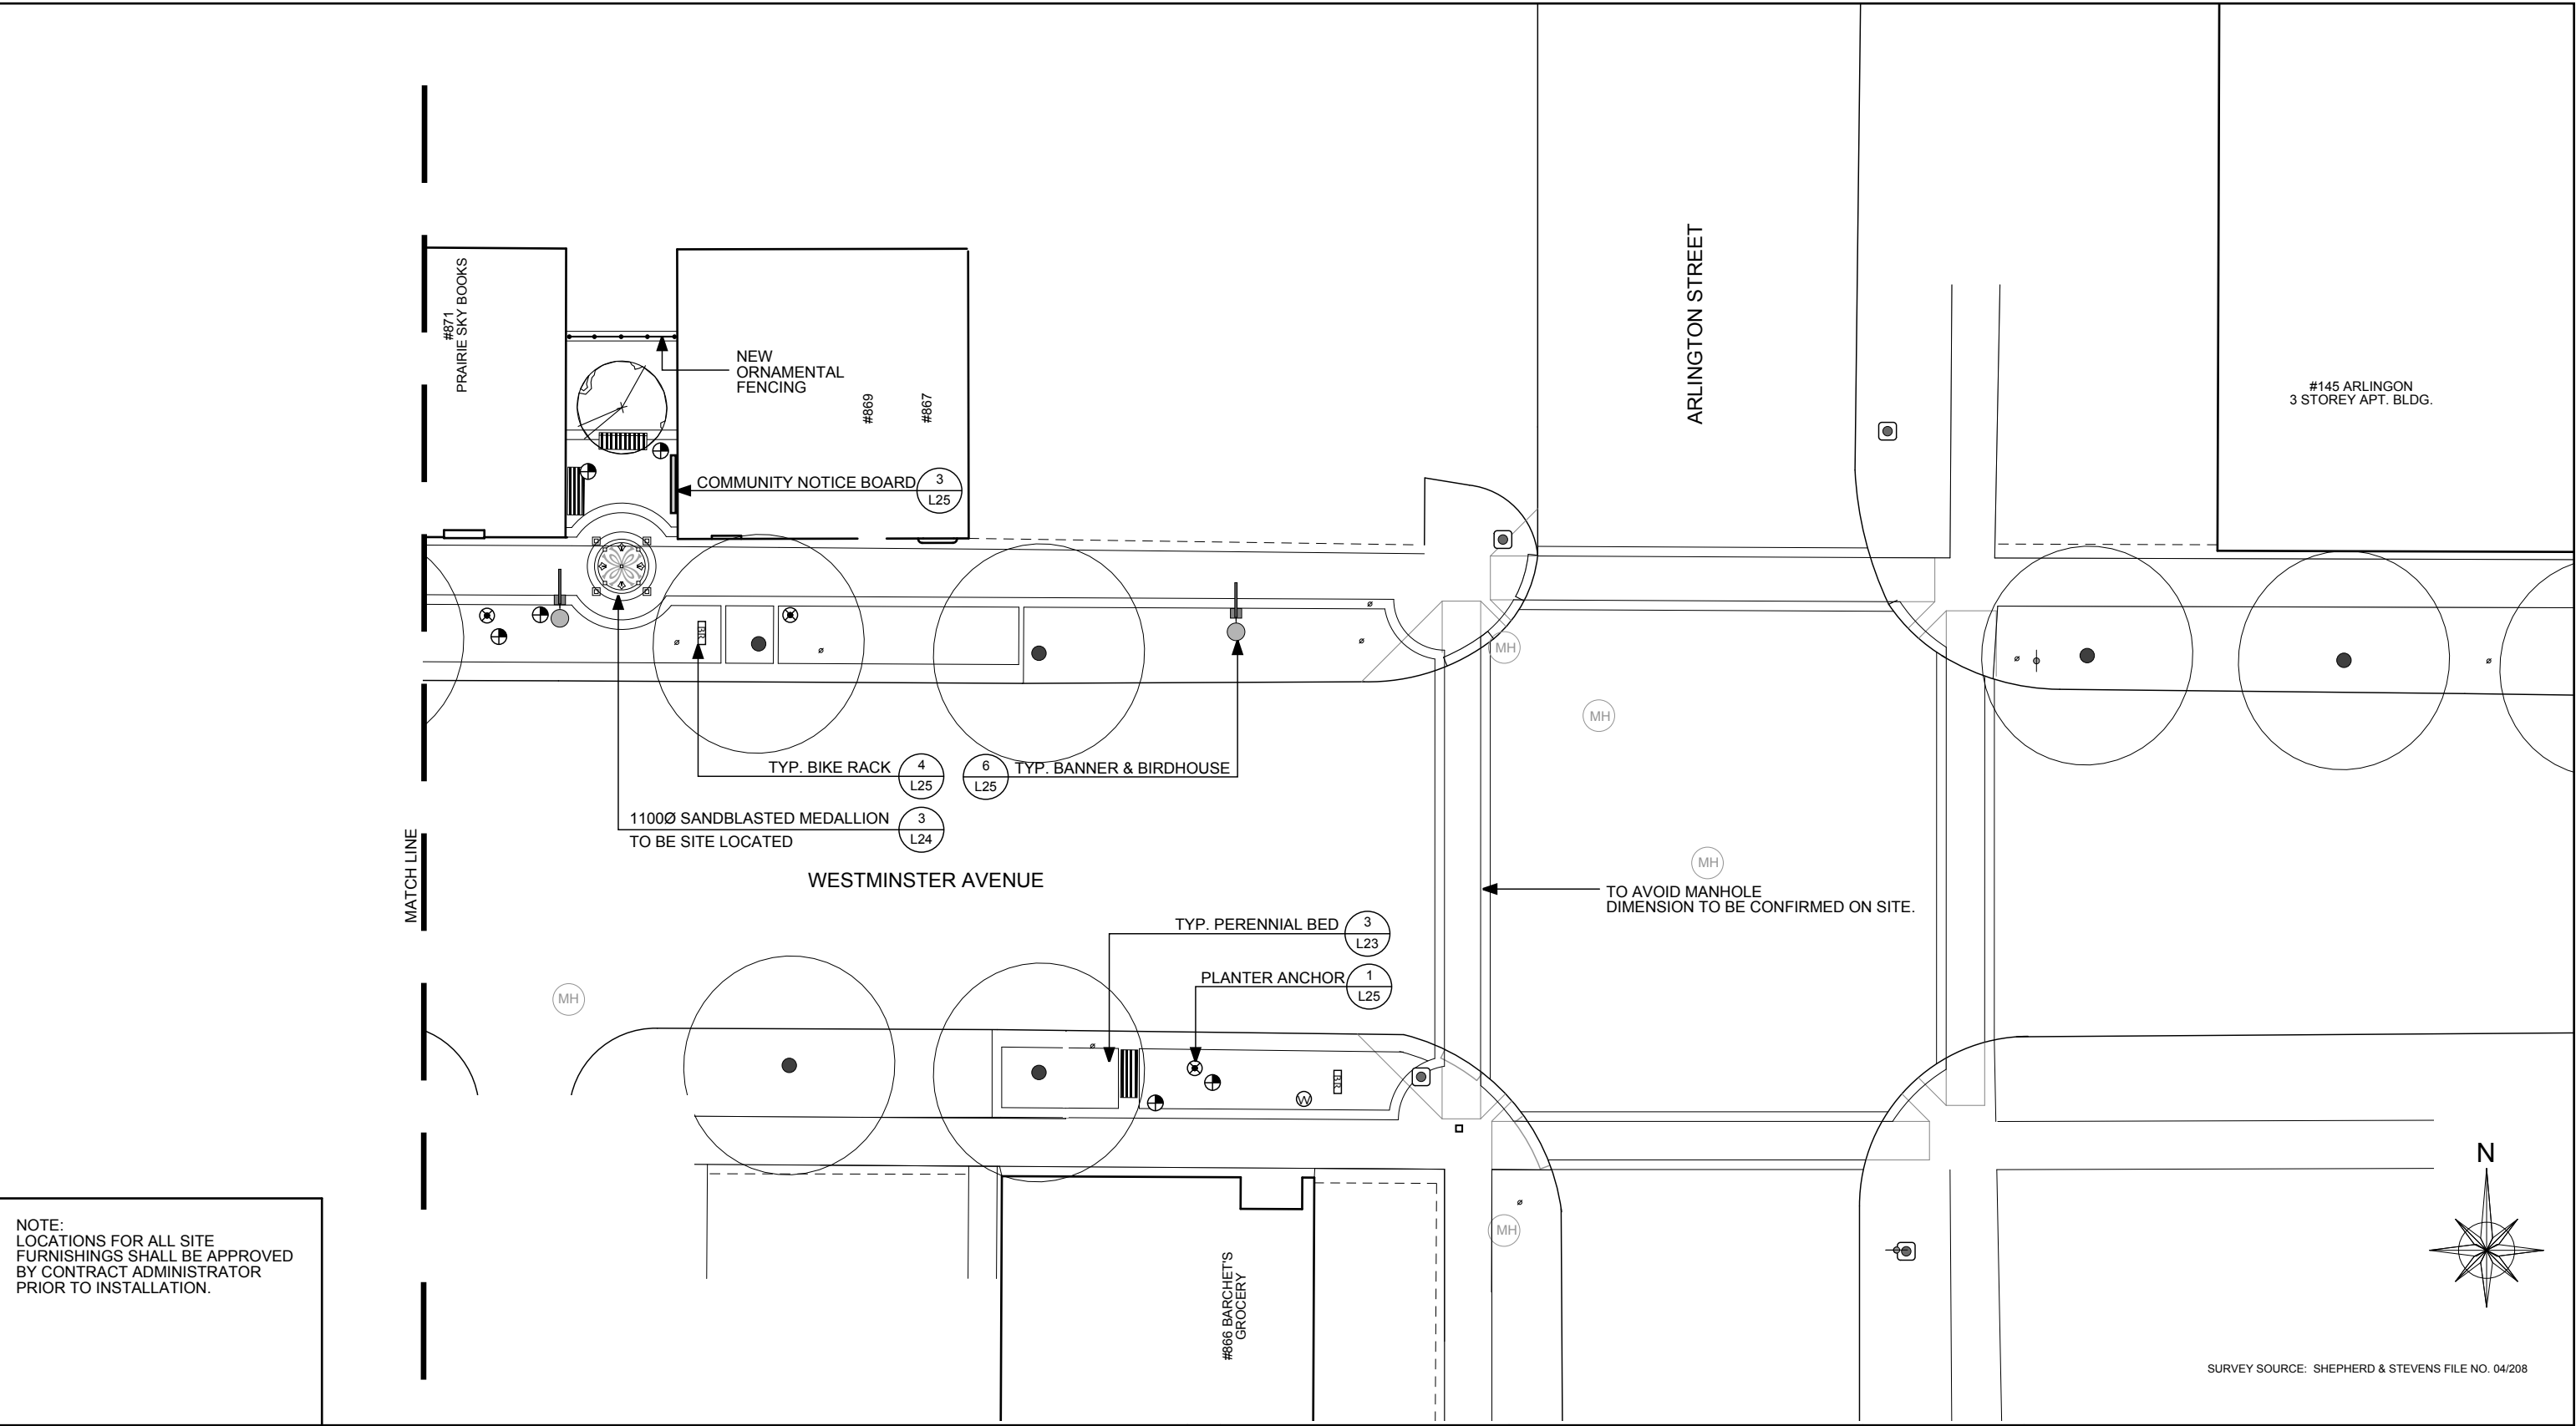 ARLINGTON STREET
#871
PRAIRIE SKY BOOKS
NEW
ORNAMENTAL
FENCING
#869
#867
#145 ARLINGON
3 STOREY APT. BLDG.
COMMUNITY NOTICE BOARD
3
L25
B.R.
MH
MH
TYP. BIKE RACK
4
L25
6
L25
TYP. BANNER & BIRDHOUSE
1100Ø SANDBLASTED MEDALLION
TO BE SITE LOCATED
3
L24
MATCH LINE
WESTMINSTER AVENUE
MH
TO AVOID MANHOLE
DIMENSION TO BE CONFIRMED ON SITE.
TYP. PERENNIAL BED
3
L23
PLANTER ANCHOR
1
L25
MH
B.R.
W
N
MH
NOTE:
LOCATIONS FOR ALL SITE
FURNISHINGS SHALL BE APPROVED
BY CONTRACT ADMINISTRATOR
PRIOR TO INSTALLATION.
#866 BARCHET'S
GROCERY
SURVEY SOURCE: SHEPHERD & STEVENS FILE NO. 04/208